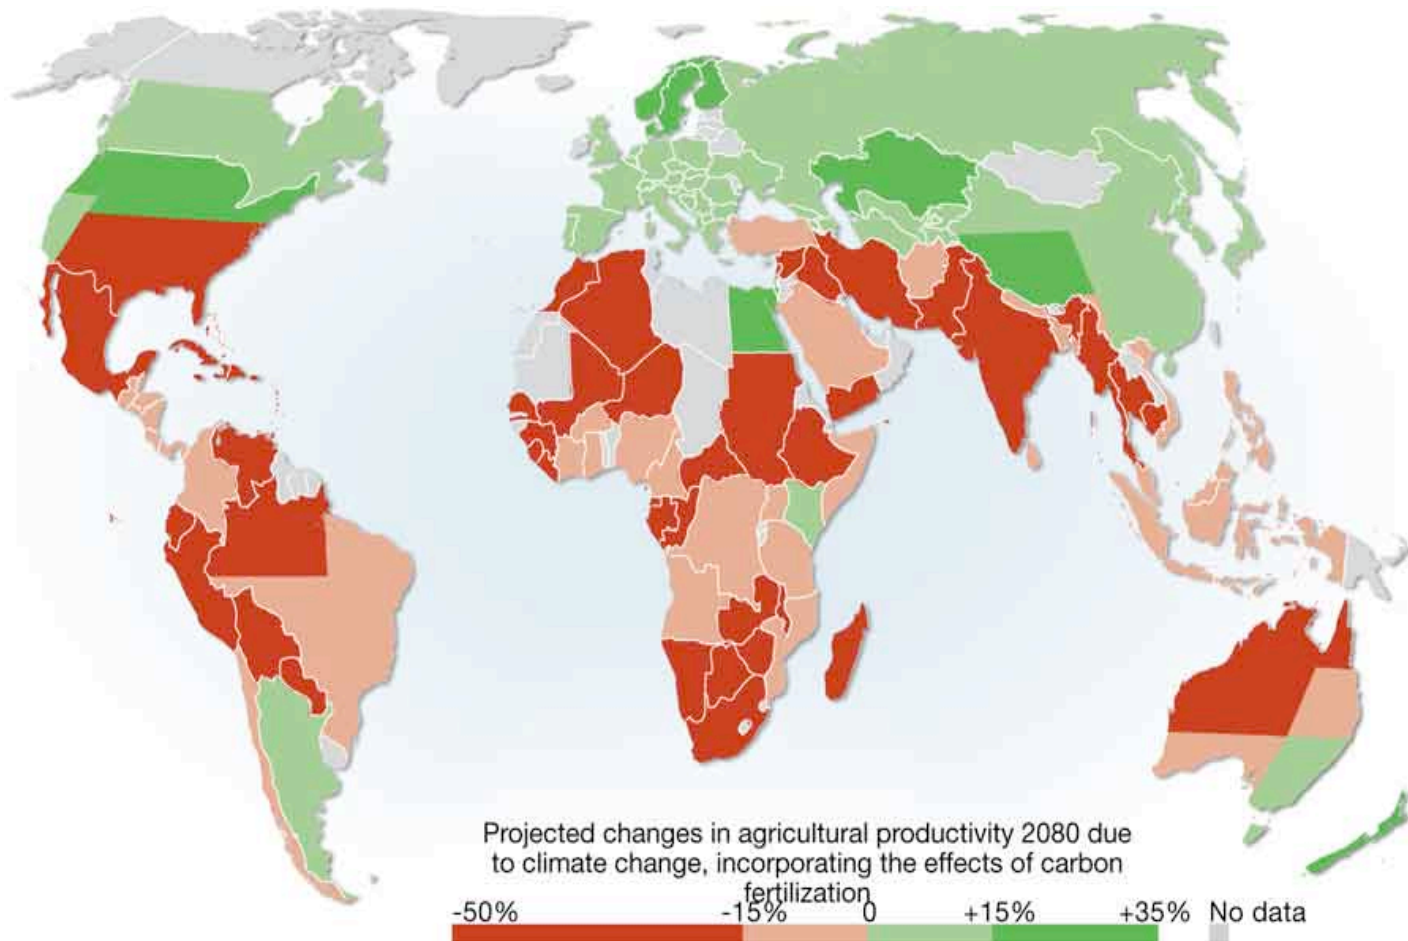 Projected changes in agricultural productivity 2080 due
to climate change, incorporating the effects of carbon
fertilization
-50% -15% 0 +15% +35% No data